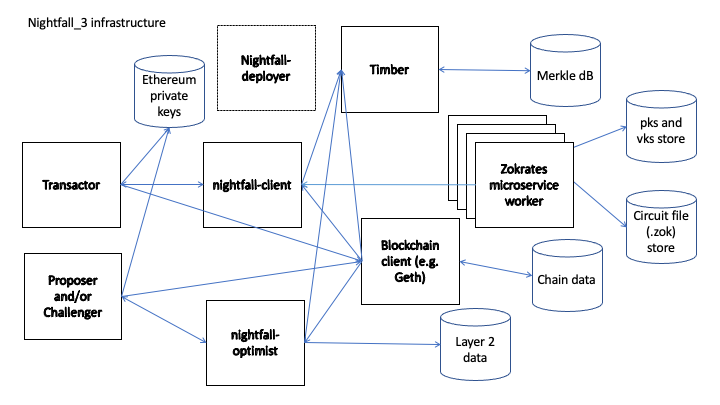 Nightfall_3 infrastructure
Ethereum
private
keys
Nightfall-
deployer
Timber
Merkle dB
pks and
vks store
Transactor
nightfall-client
Zokrates
microservice
worker
Circuit file
(.zok)
store
Blockchain
client (e.g.
Geth)
Chain data
Proposer
and/or
Challenger
nightfall-
optimist
Layer 2
data